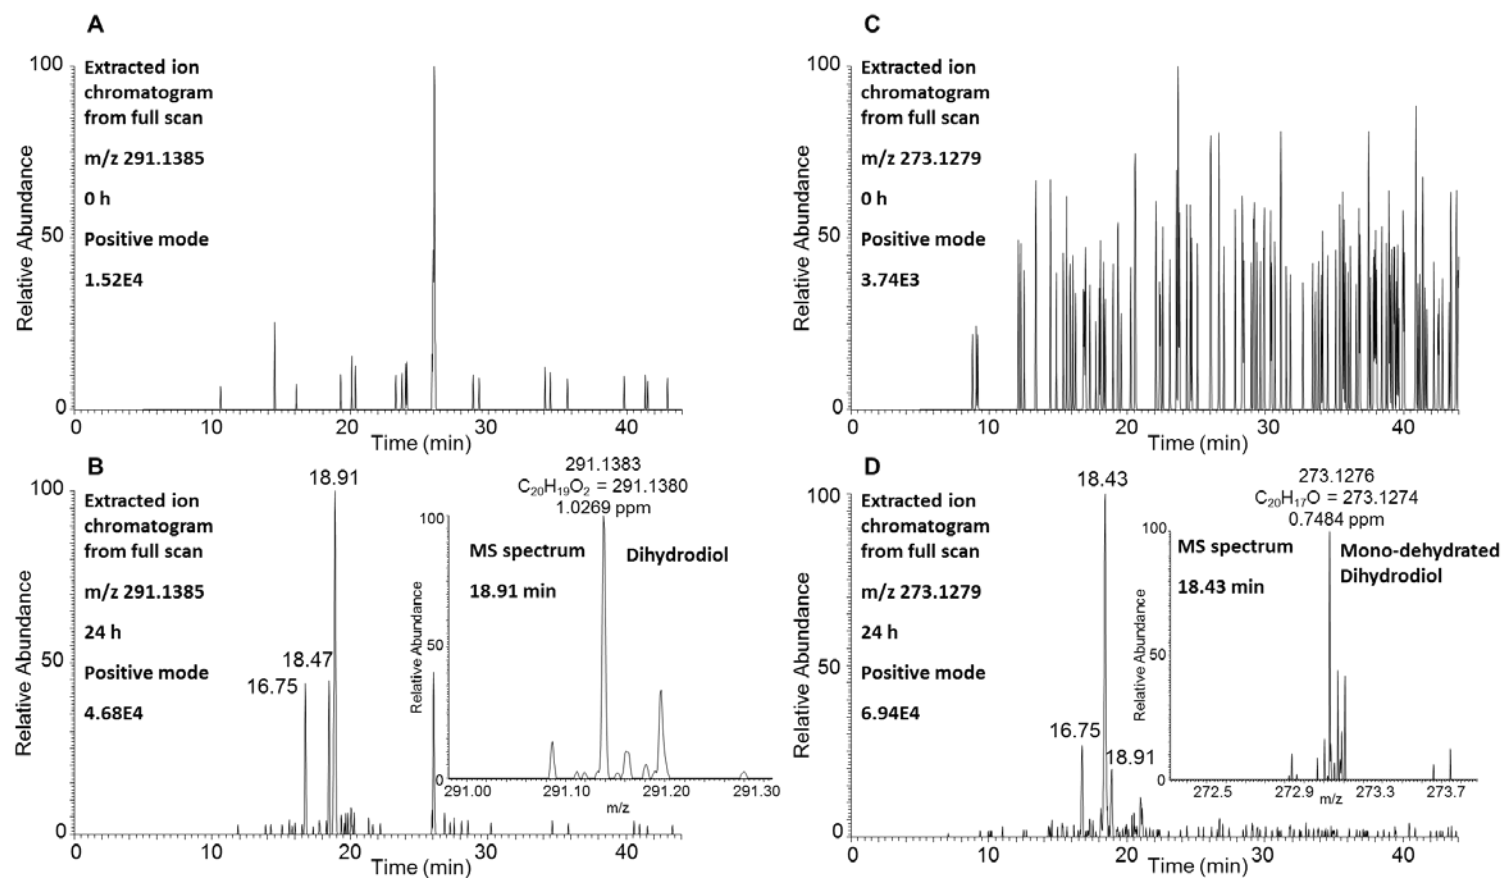 A
100
50
0
Relative Abundance
Extracted ion
chromatogram
from full scan
m/z 291.1385
0 h
Positive mode
1.52E4
0 10 20 30 40
Time (min)
C
100
50
0
Relative Abundance
Extracted ion
chromatogram
from full scan
m/z 273.1279
0 h
Positive mode
3.74E3
0 10 20 30 40
Time (min)
B
100
50
0
Relative Abundance
Extracted ion
chromatogram
from full scan
m/z 291.1385
24 h
Positive mode
4.68E4
18.91
18.47
16.75
0 10 20 30 40
Time (min)
291.1383
C20H19O2 = 291.1380
1.0269 ppm
100
50
0
Relative Abundance
MS spectrum
18.91 min
Dihydrodiol
291.00 291.10 291.20 291.30
m/z
D
100
50
0
Relative Abundance
Extracted ion
chromatogram
from full scan
m/z 273.1279
24 h
Positive mode
6.94E4
18.43
16.75
18.91
0 10 20 30 40
Time (min)
273.1276
C20H17O = 273.1274
0.7484 ppm
100
50
0
Relative Abundance
MS spectrum
18.43 min
Mono-dehydrated
Dihydrodiol
272.5 272.9 273.3 273.7
m/z